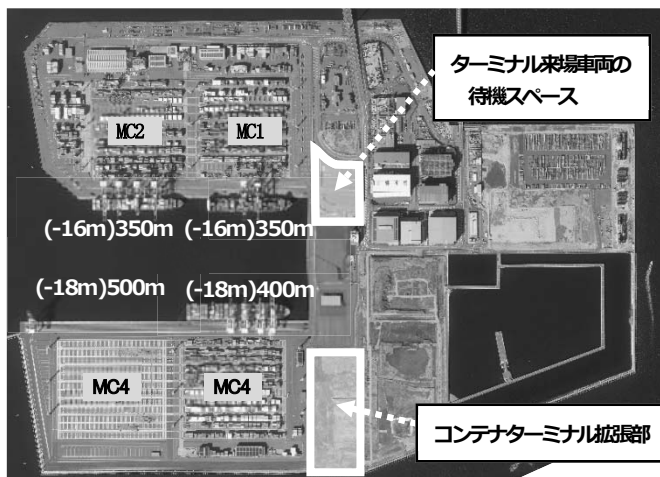 ターミナル来場車両の
待機スペース
MC2
MC1
(-16m)350m
(-16m)350m
(-18m)500m
(-18m)400m
MC4
MC4
コンテナターミナル拡張部